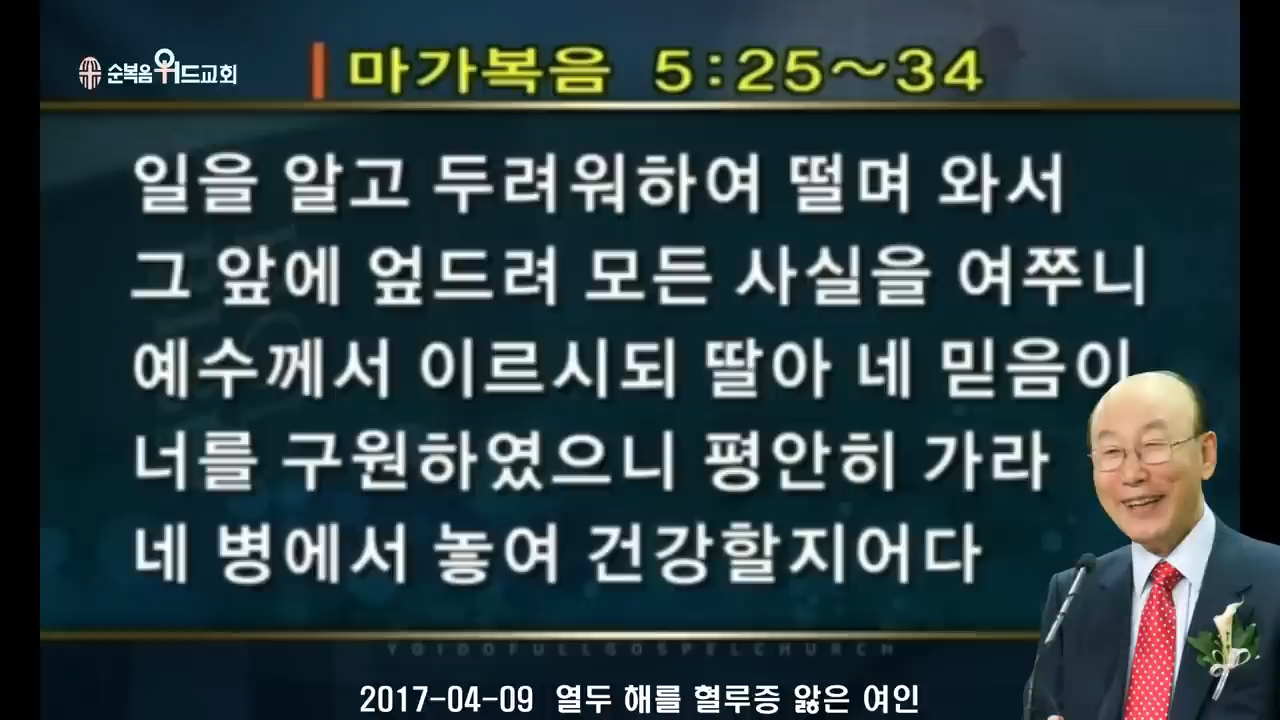 순복음워드교회
마가복음 5:25~34
일을 알고 두려워하여 떨며 와서
그 앞에 엎드려 모든 사실을 여쭈니
예수께서 이르시되 딸아 네 믿음이
너를 구원하였으니 평안히 가라
네 병에서 놓여 건강할지어다
YOIDOFULLGOSPELCHURCH
2017-04-09 열두 해를 혈루증 앓은 여인